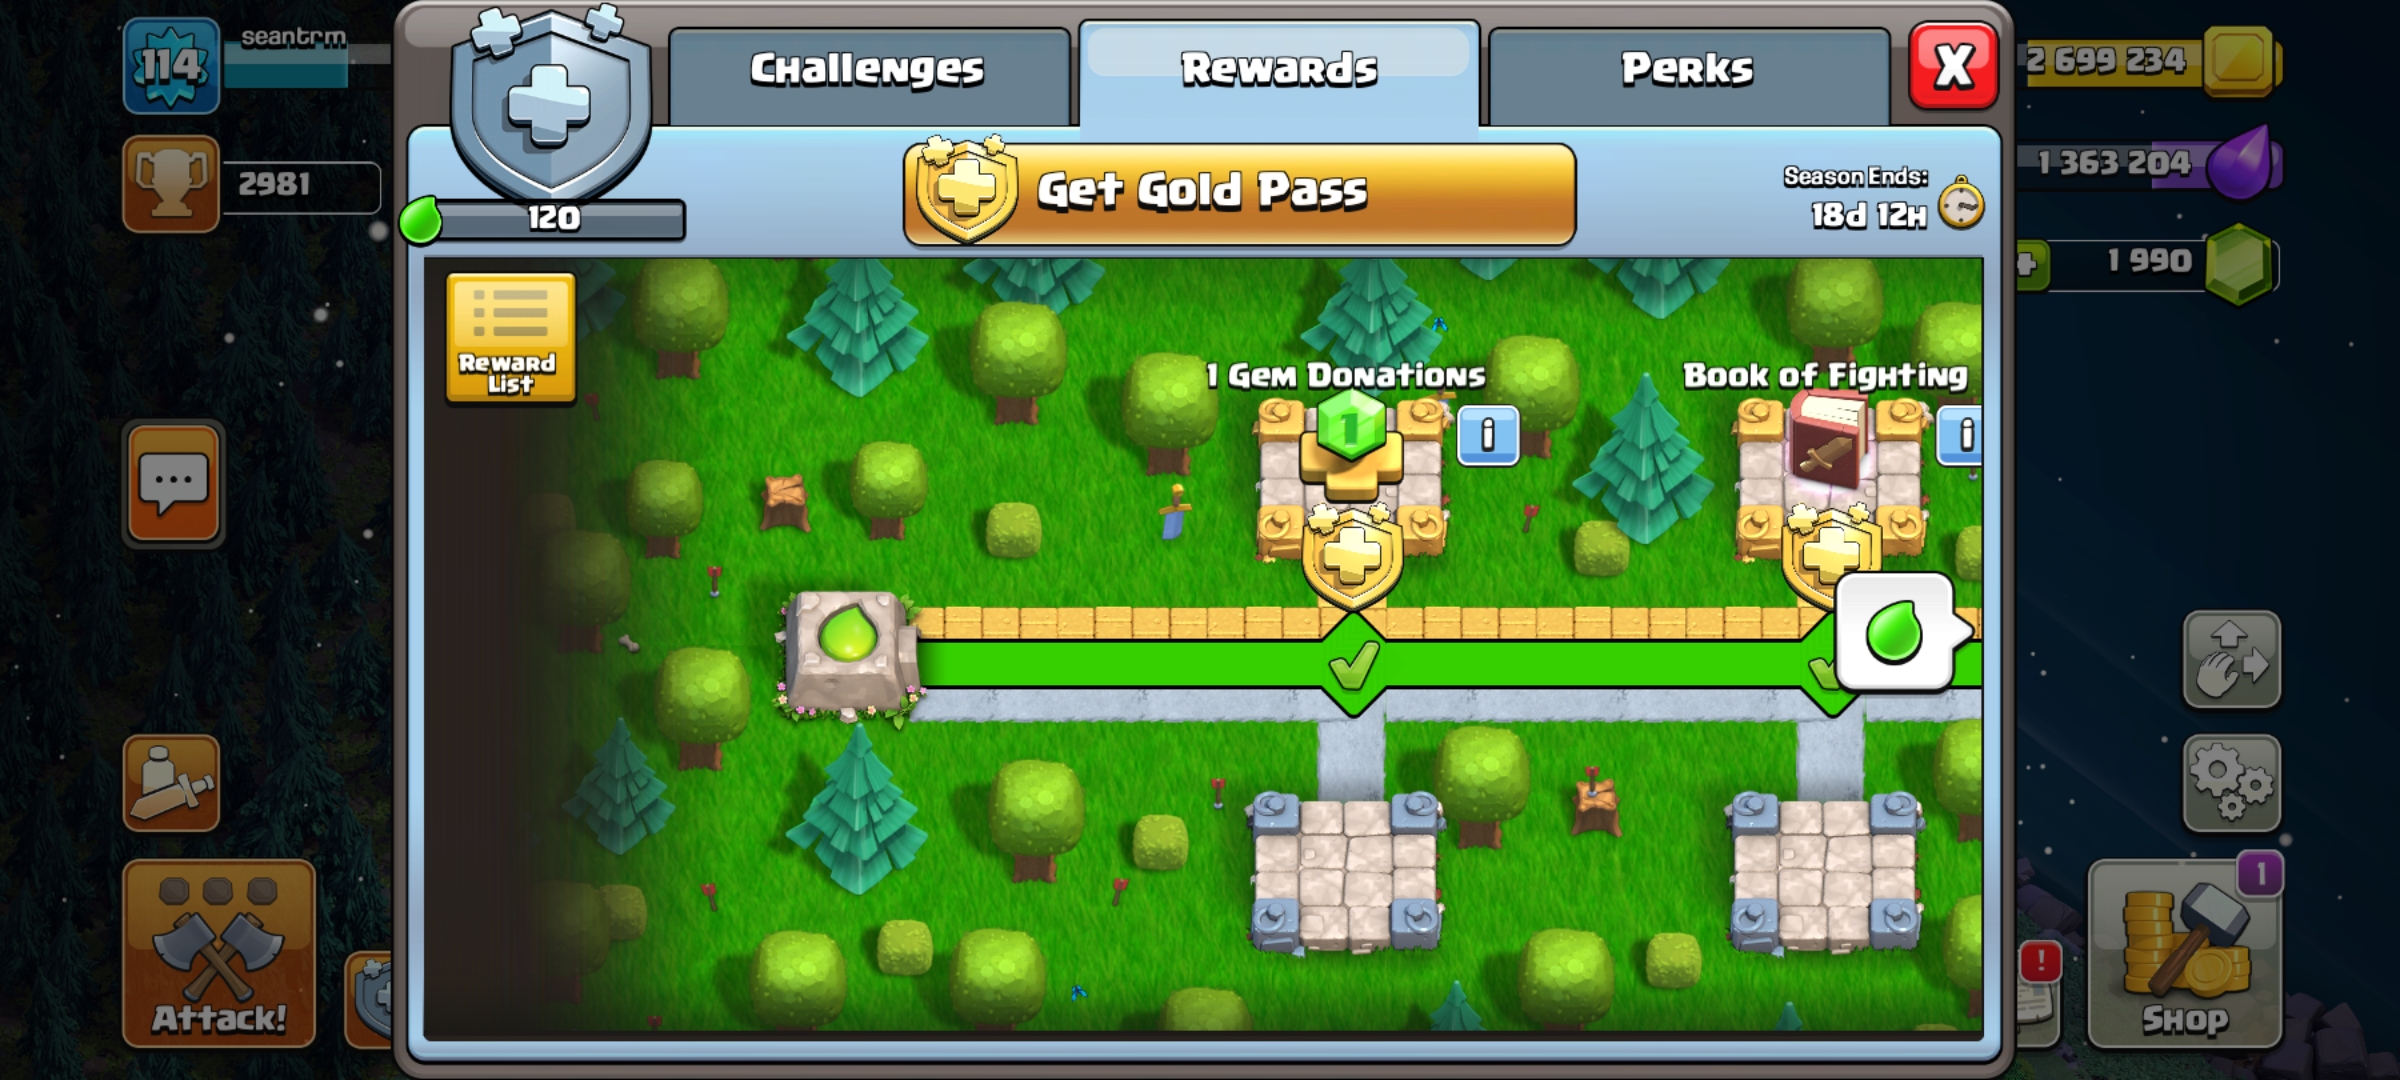 114
seantrm
2981
Challenges
Rewards
Perks
X
2 699 234
1 363 204
1 990
Get Gold Pass
Season Ends:
18d 12h
120
Reward
List
1 Gem Donations
Book of Fighting
1
i
i
Attack!
!
1
Shop